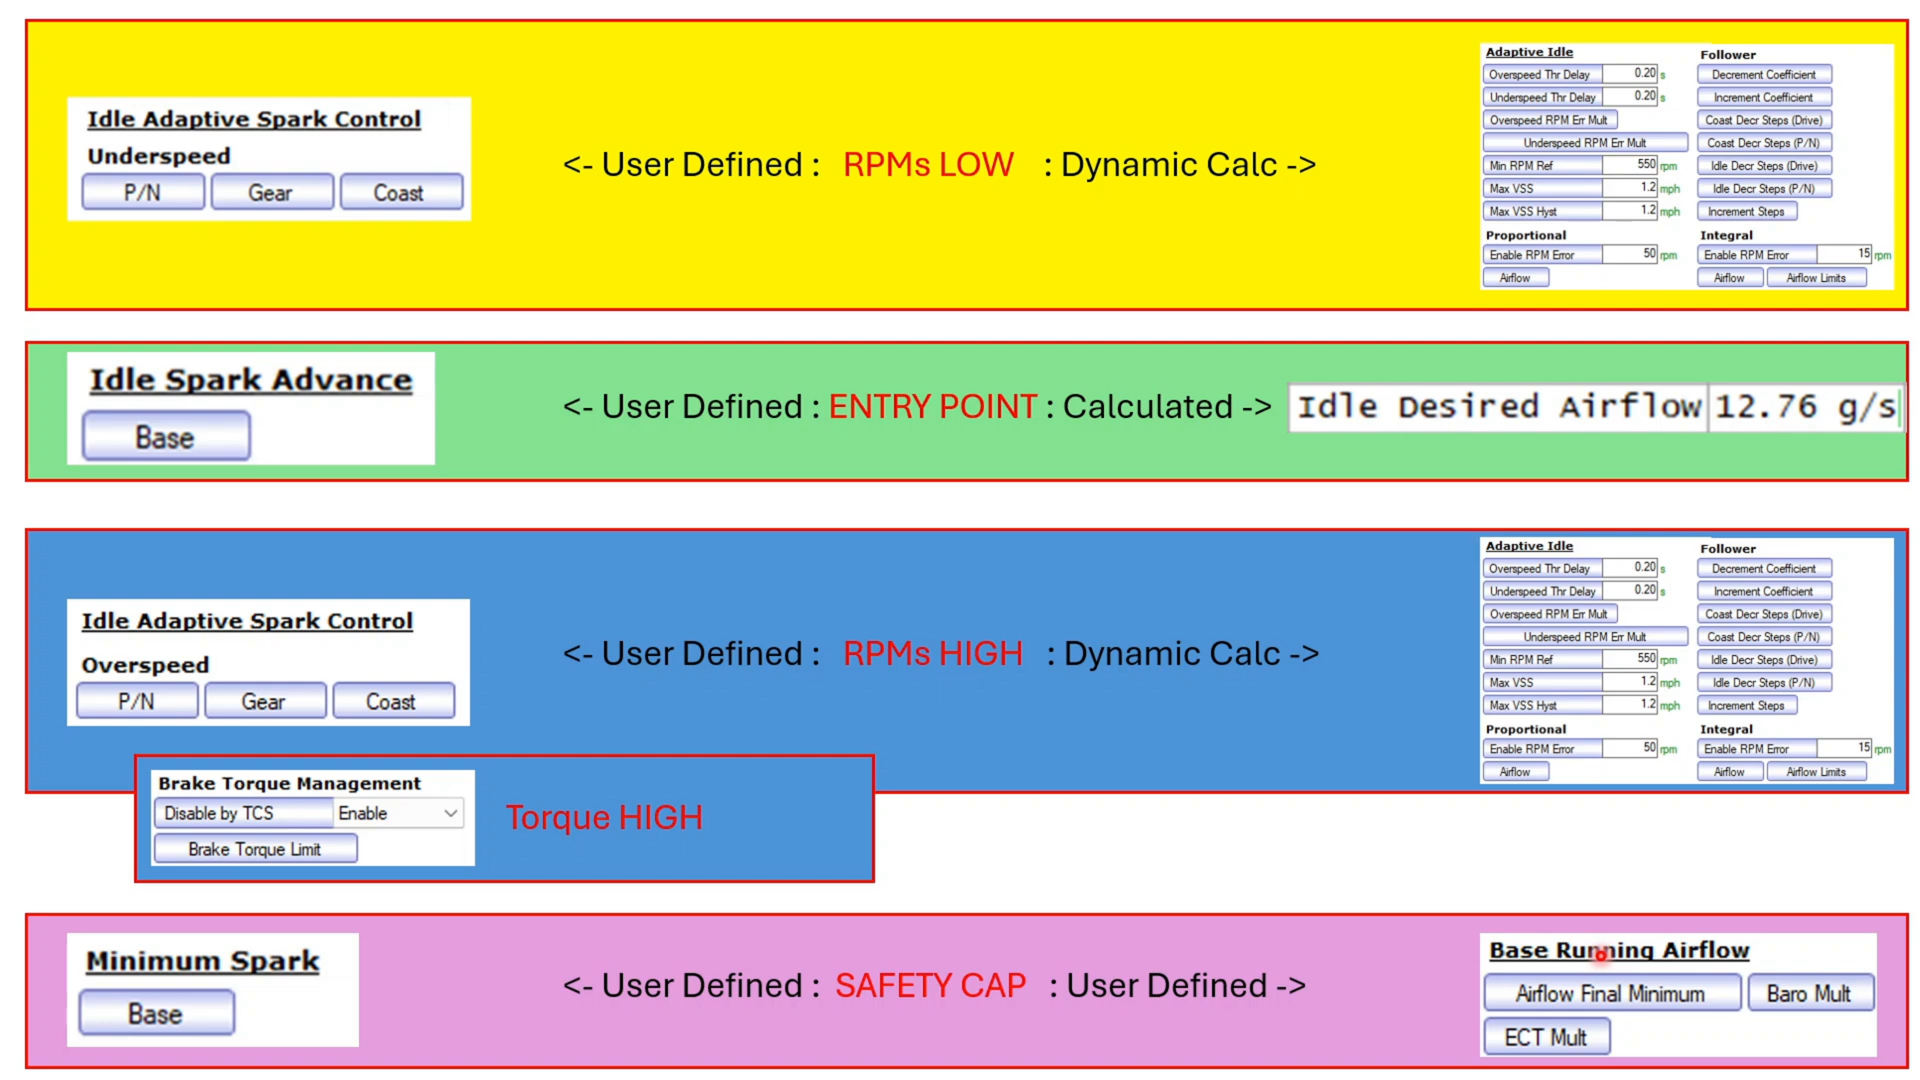 Idle Adaptive Spark Control
Underspeed
P/N Gear Coast
<- User Defined : RPMs LOW : Dynamic Calc ->
Adaptive Idle
Overspeed Thr Delay 0.20 s
Underspeed Thr Delay 0.20 s
Overspeed RPM Err Mult
Underspeed RPM Err Mult
Min RPM Ref 550 rpm
Max VSS 1.2 mph
Max VSS Hyst 1.2 mph
Proportional
Enable RPM Error 50 rpm
Airflow
Follower
Decrement Coefficient
Increment Coefficient
Coast Decr Steps (Drive)
Coast Decr Steps (P/N)
Idle Decr Steps (Drive)
Idle Decr Steps (P/N)
Increment Steps
Integral
Enable RPM Error 15 rpm
Airflow Airflow Limits
Idle Spark Advance
Base
<- User Defined : ENTRY POINT : Calculated ->
Idle Desired Airflow 12.76 g/s
Idle Adaptive Spark Control
Overspeed
P/N Gear Coast
<- User Defined : RPMs HIGH : Dynamic Calc ->
Adaptive Idle
Overspeed Thr Delay 0.20 s
Underspeed Thr Delay 0.20 s
Overspeed RPM Err Mult
Underspeed RPM Err Mult
Min RPM Ref 550 rpm
Max VSS 1.2 mph
Max VSS Hyst 1.2 mph
Proportional
Enable RPM Error 50 rpm
Airflow
Follower
Decrement Coefficient
Increment Coefficient
Coast Decr Steps (Drive)
Coast Decr Steps (P/N)
Idle Decr Steps (Drive)
Idle Decr Steps (P/N)
Increment Steps
Integral
Enable RPM Error 15 rpm
Airflow Airflow Limits
Brake Torque Management
Disable by TCS Enable
Brake Torque Limit
Torque HIGH
Minimum Spark
Base
<- User Defined : SAFETY CAP : User Defined ->
Base Running Airflow
Airflow Final Minimum Baro Mult
ECT Mult